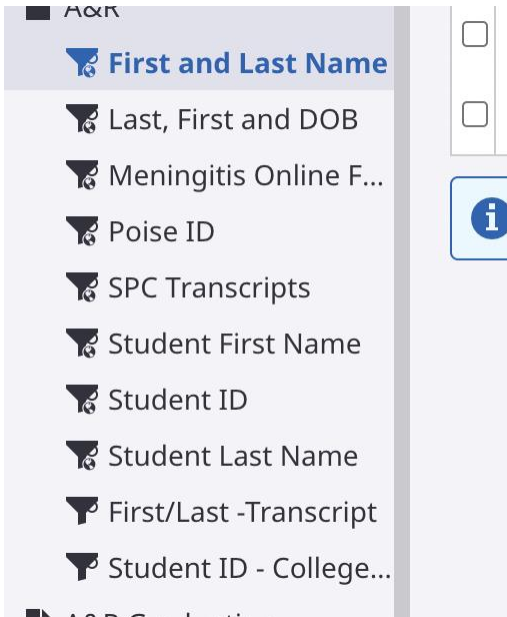 A&R
First and Last Name
Last, First and DOB
Meningitis Online F...
Poise ID
SPC Transcripts
Student First Name
Student ID
Student Last Name
First/Last -Transcript
Student ID - College...
A&R